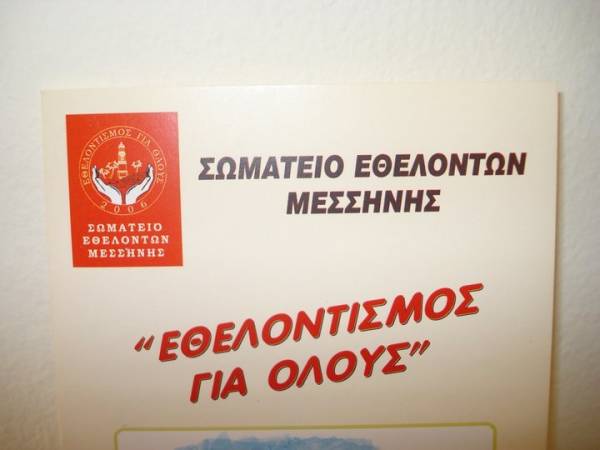 ΕΘΕΛΟΝΤΙΣΜΟΣ ΓΙΑ ΟΛΟΥΣ
2006
ΣΩΜΑΤΕΙΟ
ΕΘΕΛΟΝΤΩΝ
ΜΕΣΣΗΝΗΣ
ΣΩΜΑΤΕΙΟ ΕΘΕΛΟΝΤΩΝ
ΜΕΣΣΗΝΗΣ
“ΕΘΕΛΟΝΤΙΣΜΟΣ
ΓΙΑ ΟΛΟΥΣ”